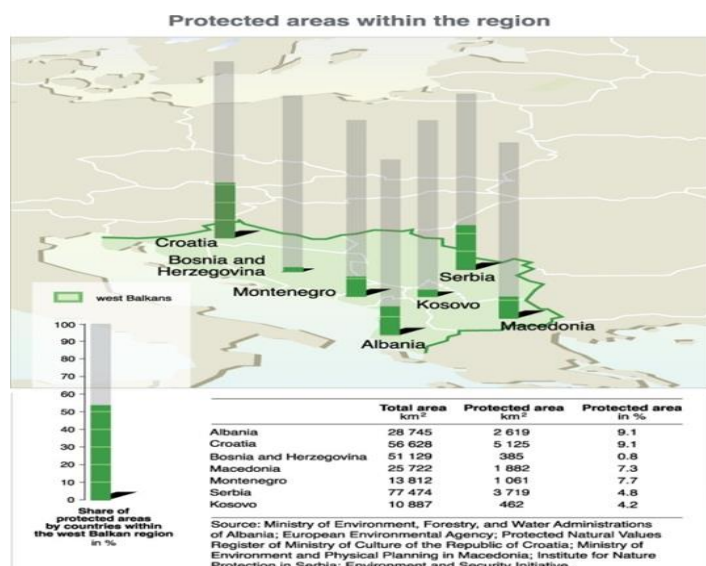 Protected areas within the region
Croatia
Bosnia and
Herzegovina
Montenegro
Serbia
Kosovo
Macedonia
Albania
west Balkans
100
90
80
70
60
50
40
30
20
10
0
Share of
protected areas
by countries within
the west Balkan region
in %
Total area Protected area Protected area
km² km² in %
Albania 28 745 2 619 9.1
Croatia 56 628 5 125 9.1
Bosnia and Herzegovina 51 129 385 0.8
Macedonia 25 722 1 882 7.3
Montenegro 13 812 1 061 7.7
Serbia 77 474 3 719 4.8
Kosovo 10 887 462 4.2
Source: Ministry of Environment, Forestry, and Water Administrations
of Albania; European Environmental Agency; Protected Natural Values
Register of Ministry of Culture of the Republic of Croatia; Ministry of
Environment and Physical Planning in Macedonia; Institute for Nature
Protection in Serbia; Environment and Security Initiative